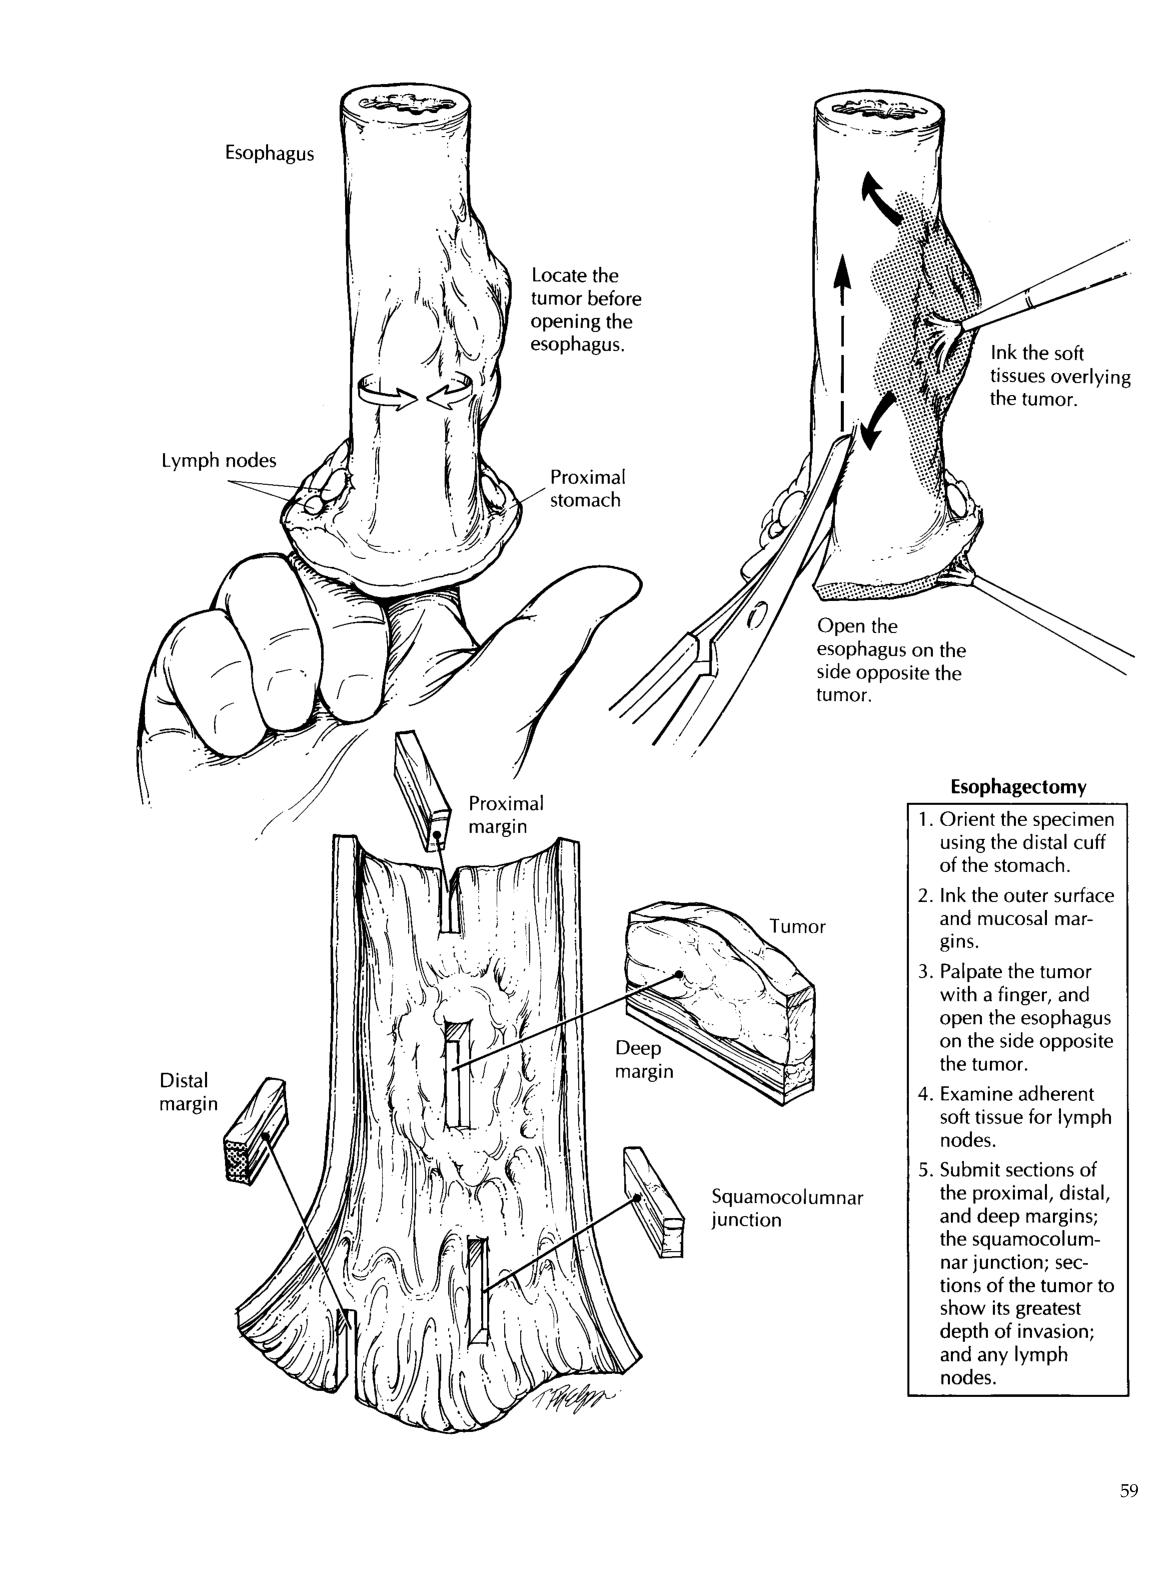 Esophagus
Locate the
tumor before
opening the
esophagus.
Lymph nodes
Proximal
stomach
Ink the soft
tissues overlying
the tumor.
Open the
esophagus on the
side opposite the
tumor.
Proximal
margin
Tumor
Deep
margin
Distal
margin
Squamocolumnar
junction
Esophagectomy
1. Orient the specimen
using the distal cuff
of the stomach.
2. Ink the outer surface
and mucosal mar-
gins.
3. Palpate the tumor
with a finger, and
open the esophagus
on the side opposite
the tumor.
4. Examine adherent
soft tissue for lymph
nodes.
5. Submit sections of
the proximal, distal,
and deep margins;
the squamocolum-
nar junction; sec-
tions of the tumor to
show its greatest
depth of invasion;
and any lymph
nodes.
59